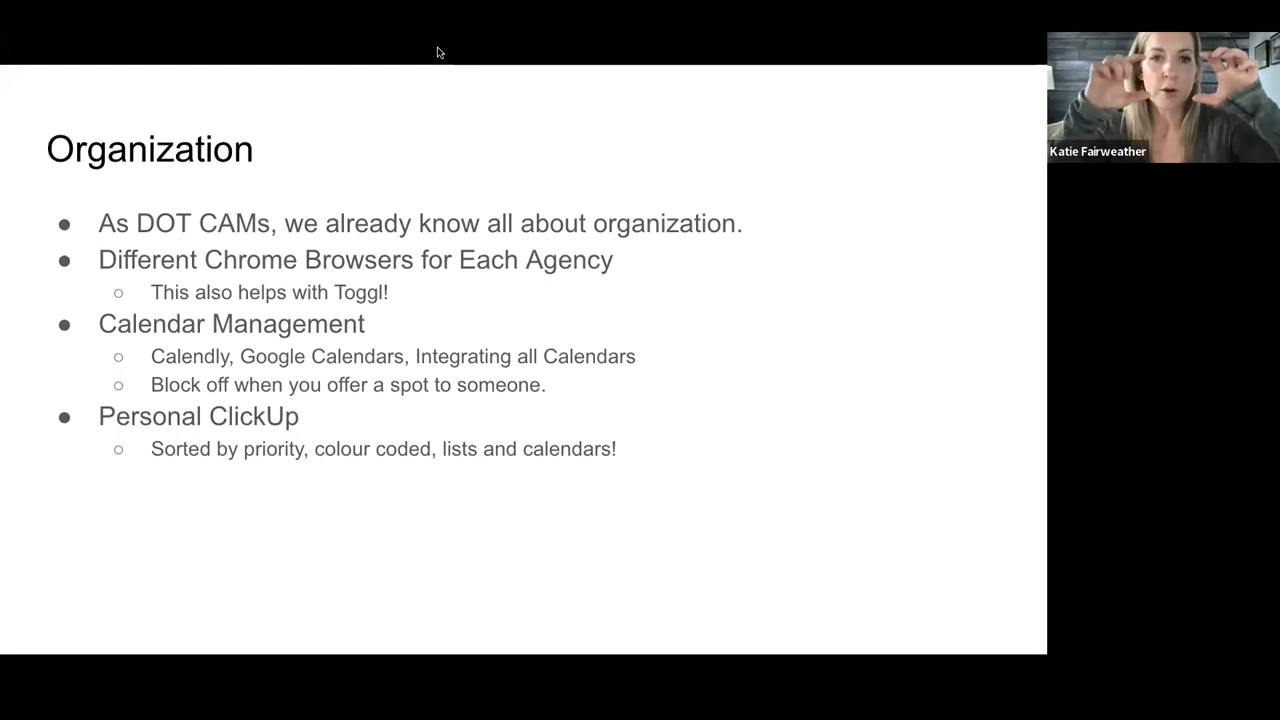 Organization
● As DOT CAMs, we already know all about organization.
● Different Chrome Browsers for Each Agency
○ This also helps with Toggl!
● Calendar Management
○ Calendly, Google Calendars, Integrating all Calendars
○ Block off when you offer a spot to someone.
● Personal ClickUp
○ Sorted by priority, colour coded, lists and calendars!
Katie Fairweather